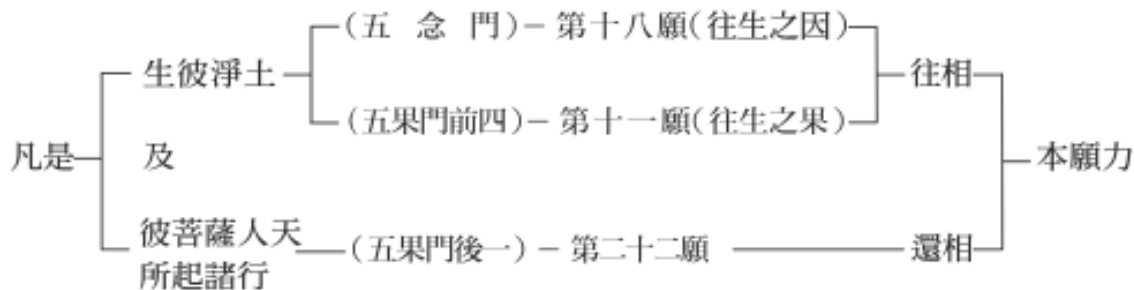 (五念門)－第十八願(往生之因)
生彼淨土
往相
(五果門前四)－第十一願(往生之果)
凡是
及
本願力
彼菩薩人天
所起諸行
(五果門後一)－第二十二願
還相